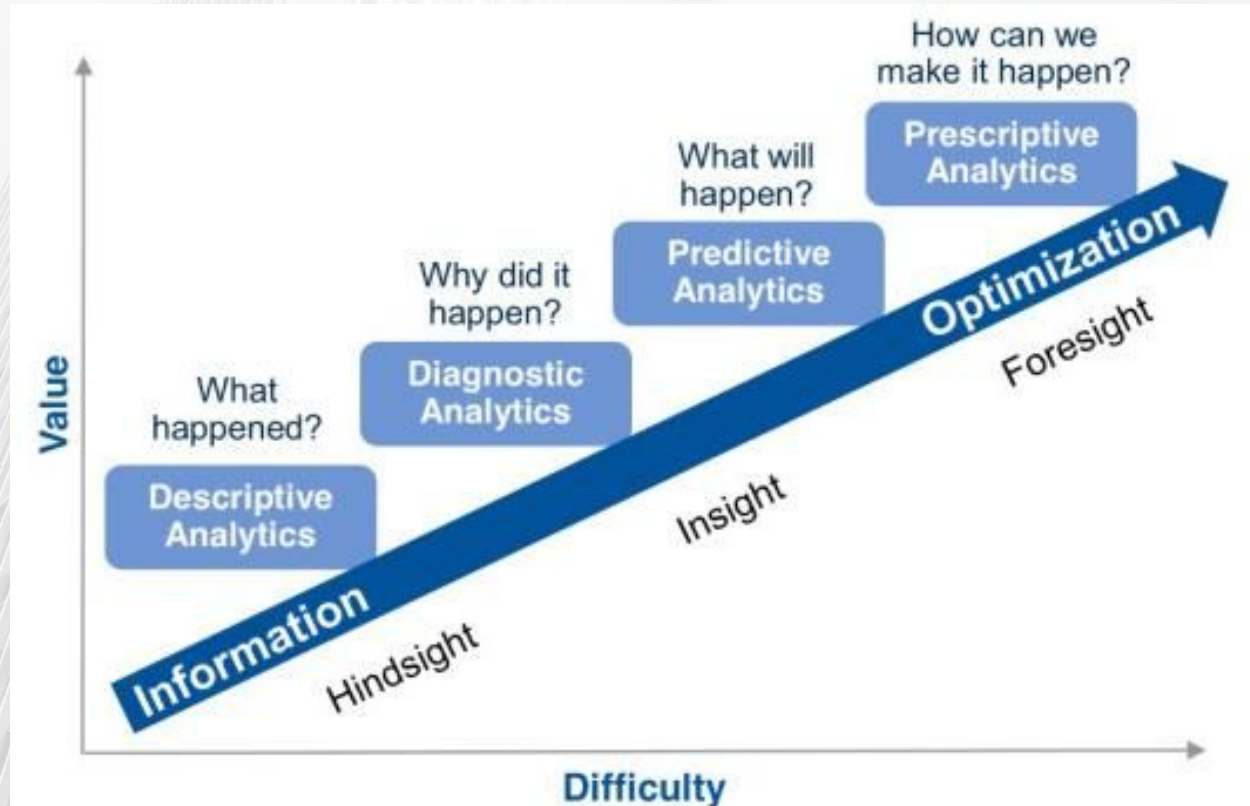 How can we
make it happen?
Prescriptive
Analytics
What will
happen?
Predictive
Analytics
Why did it
happen?
Diagnostic
Analytics
What
happened?
Descriptive
Analytics
Value
Information
Optimization
Hindsight
Insight
Foresight
Difficulty